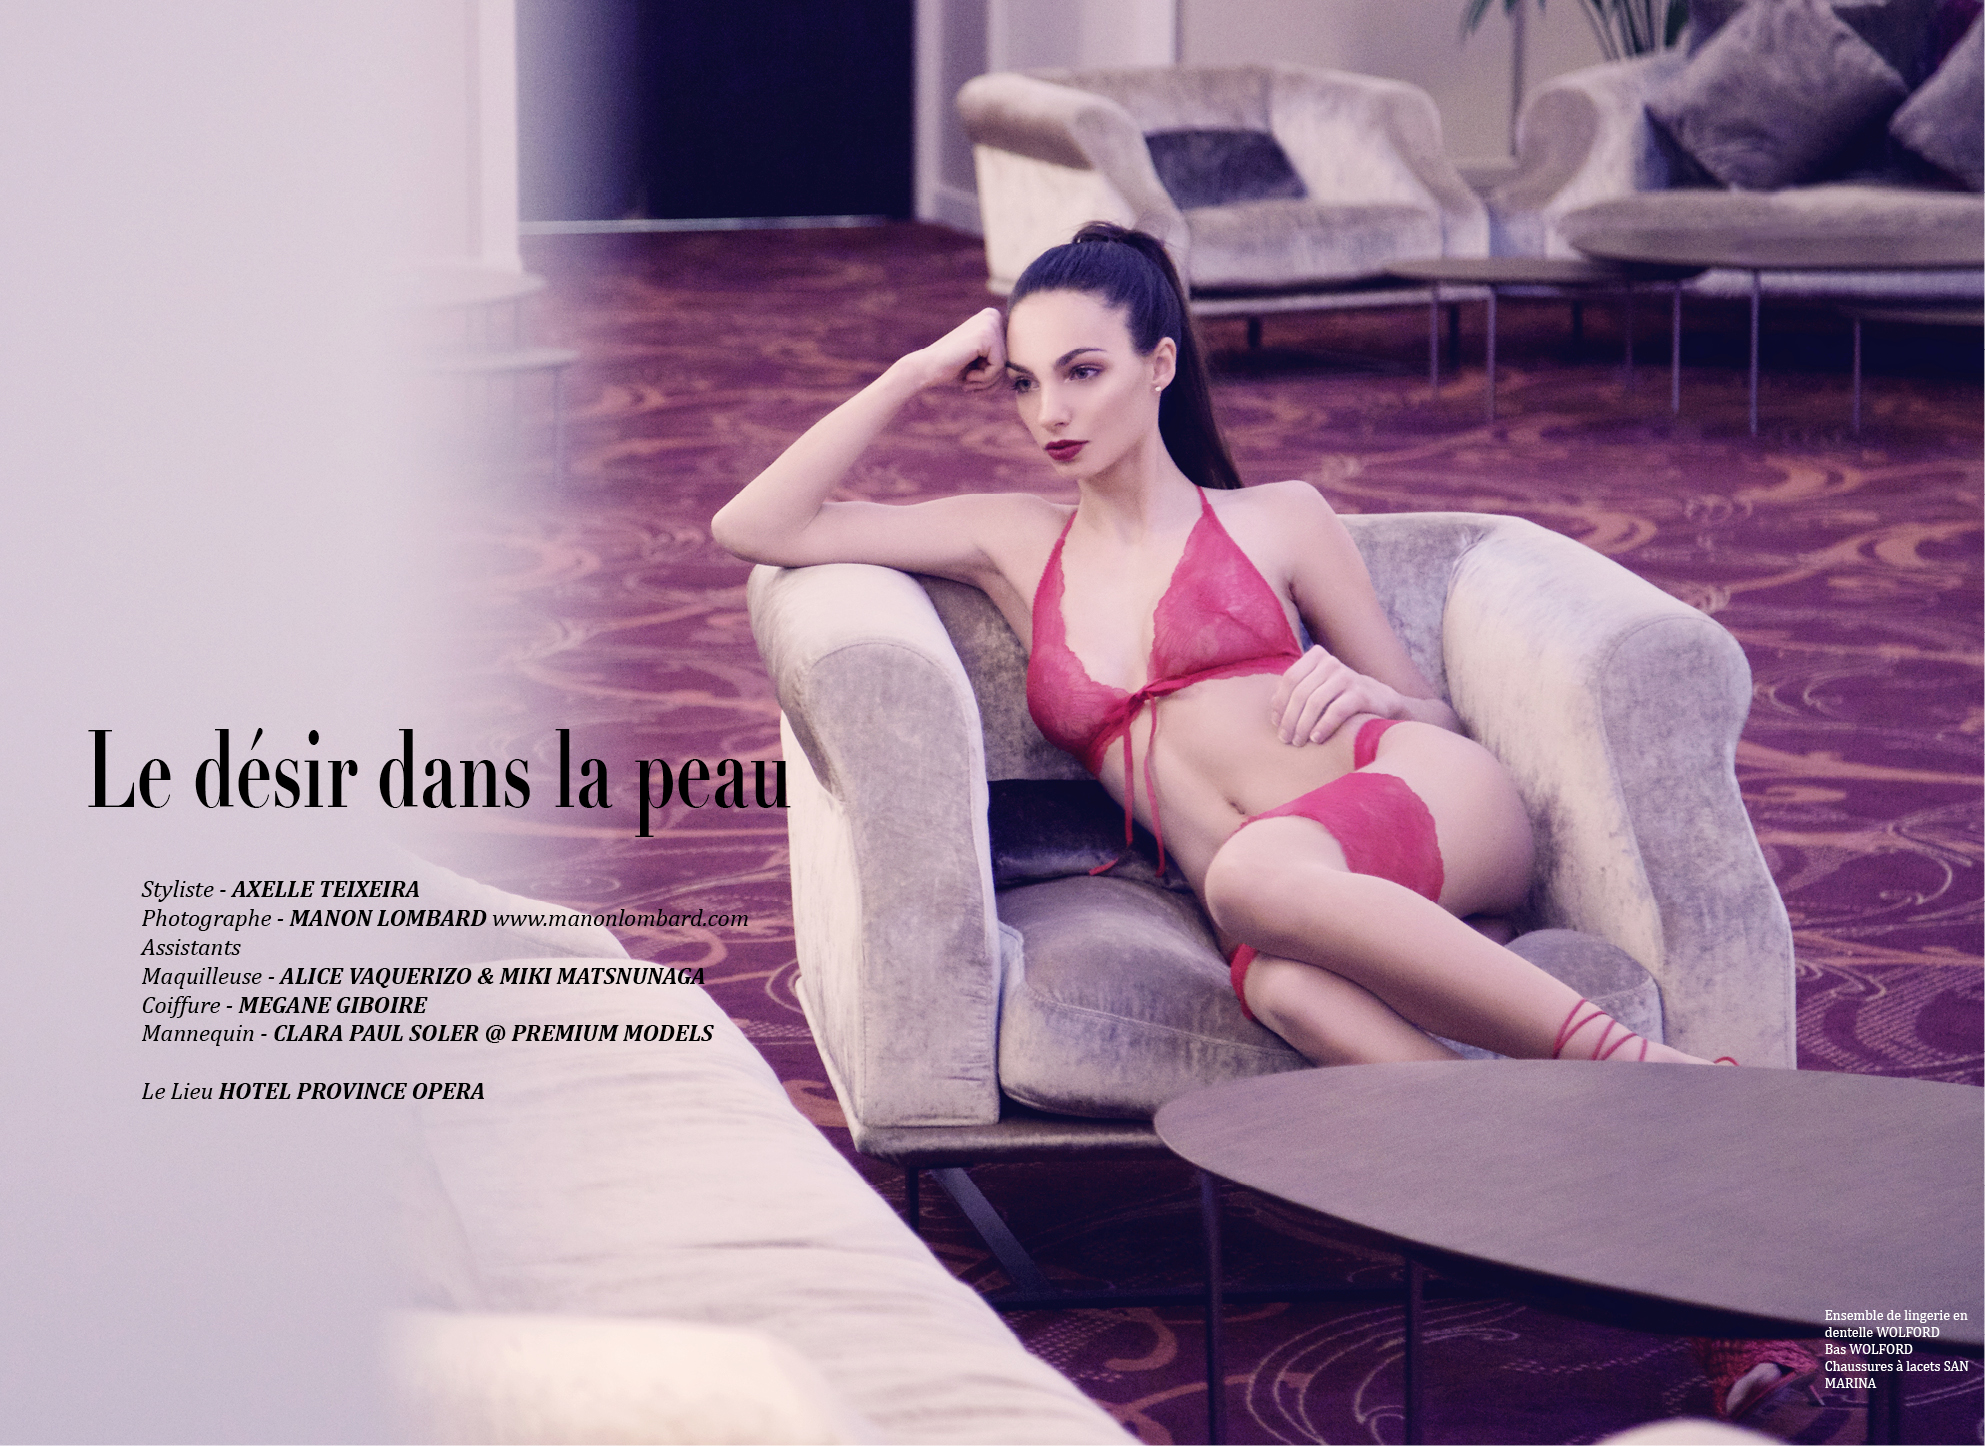 Le désir dans la peau
Styliste - AXELLE TEIXEIRA
Photographe - MANON LOMBARD www.manonlombard.com
Assistants
Maquilleuse - ALICE VAQUERIZO & MIKI MATSNUNAGA
Coiffure - MEGANE GIBOIRE
Mannequin - CLARA PAUL SOLER @ PREMIUM MODELS
Le Lieu HOTEL PROVINCE OPERA
Ensemble de lingerie en
dentelle WOLFORD
Bas WOLFORD
Chaussures à lacets SAN
MARINA